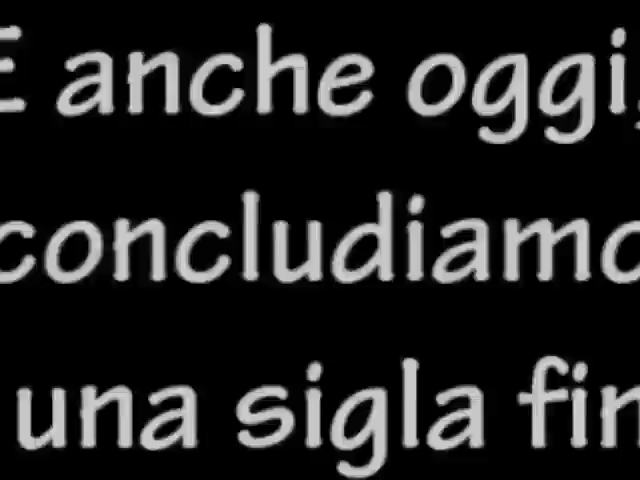 E anche oggi,
concludiamo
una sigla fin